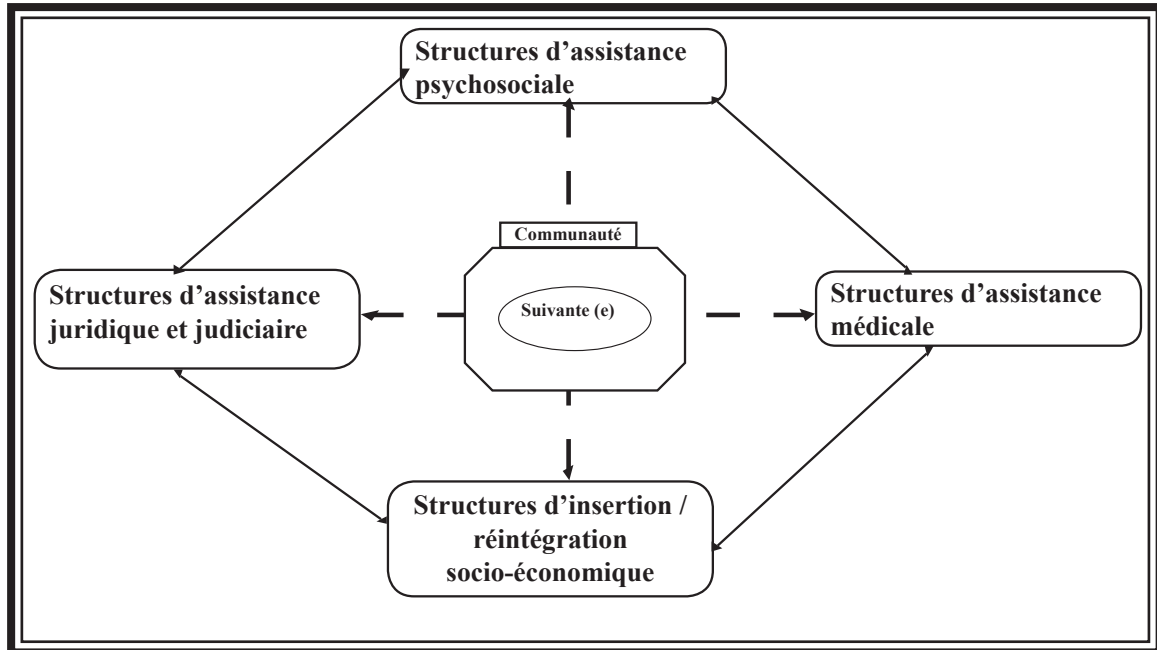 Structures d’assistance
psychosociale
Communauté
Structures d’assistance
juridique et judiciaire
Suivante (e)
Structures d’assistance
médicale
Structures d’insertion /
réintégration
socio-économique